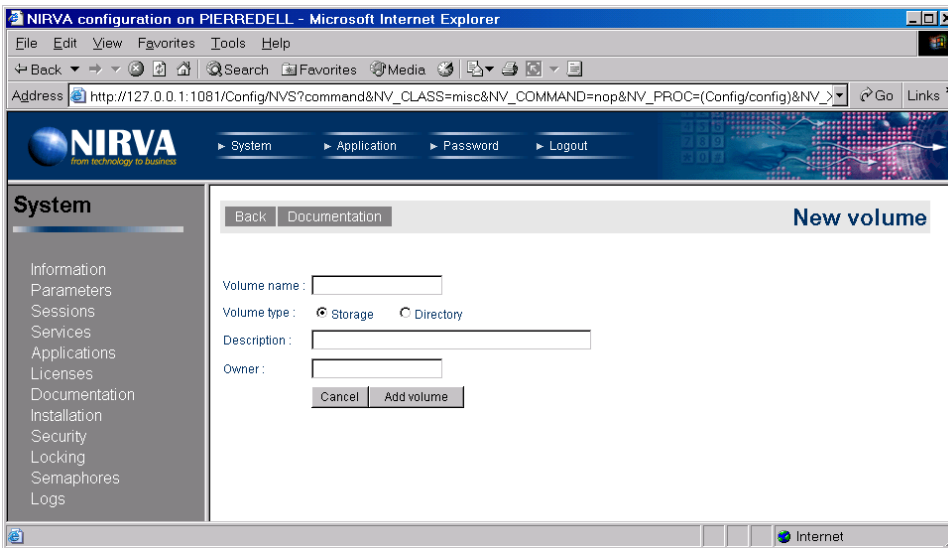 NIRVA configuration on PIERREDELL - Microsoft Internet Explorer
File Edit View Favorites Tools Help
Back Search Favorites Media
Address http://127.0.0.1:1081/Config/NVS?command&NV_CLASS=misc&NV_COMMAND=nop&NV_PROC=(Config/config)&NV_ Go Links
NIRVA
from technology to business
System Application Password Logout
System
Back Documentation
New volume
Information
Parameters
Sessions
Services
Applications
Licenses
Documentation
Installation
Security
Locking
Semaphores
Logs
Volume name :
Volume type : Storage Directory
Description :
Owner :
Cancel Add volume
Internet